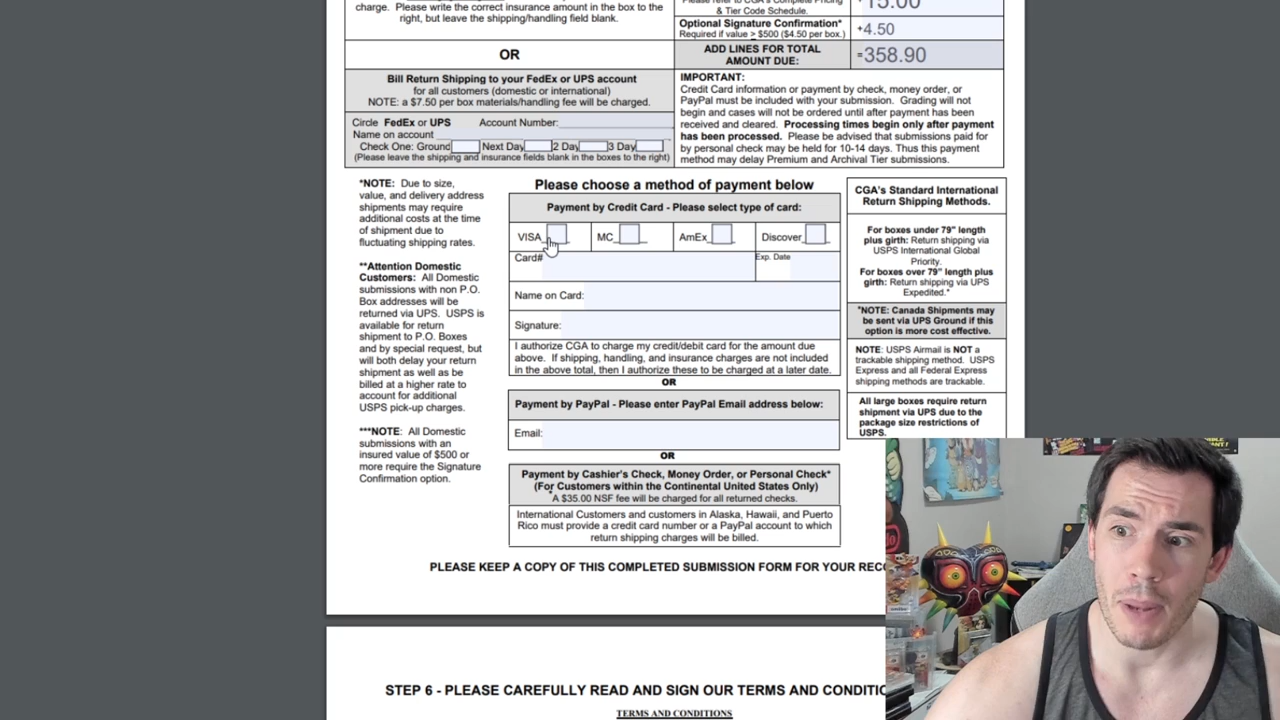 charge. Please write the correct insurance amount in the box to the
right, but leave the shipping/handling field blank.
OR
Bill Return Shipping to your FedEx or UPS account
for all customers (domestic or international)
NOTE: a $7.50 per box materials/handling fee will be charged.
Circle FedEx or UPS Account Number:
Name on account
Check One: Ground Next Day 2 Day 3 Day
(Please leave the shipping and insurance fields blank in the boxes to the right)
Please refer to CGA's Complete Pricing
& Tier Code Schedule.
+15.00
Optional Signature Confirmation*
Required if value > $500 ($4.50 per box.)
+4.50
ADD LINES FOR TOTAL
AMOUNT DUE:
=358.90
IMPORTANT:
Credit Card information or payment by check, money order, or
PayPal must be included with your submission. Grading will not
begin and cases will not be ordered until after payment has been
received and cleared. Processing times begin only after payment
has been processed. Please be advised that submissions paid for
by personal check may be held for 10-14 days. Thus this payment
method may delay Premium and Archival Tier submissions.
*NOTE: Due to size,
value, and delivery address
shipments may require
additional costs at the time
of shipment due to
fluctuating shipping rates.
**Attention Domestic
Customers: All Domestic
submissions with non P.O.
Box addresses will be
returned via UPS. USPS is
available for return
shipment to P.O. Boxes
and by special request, but
will both delay your return
shipment as well as be
billed at a higher rate to
account for additional
USPS pick-up charges.
***NOTE: All Domestic
submissions with an
insured value of $500 or
more require the Signature
Confirmation option.
Please choose a method of payment below
Payment by Credit Card - Please select type of card:
VISA MC AmEx Discover
Card# Exp. Date
Name on Card:
Signature:
I authorize CGA to charge my credit/debit card for the amount due
above. If shipping, handling, and insurance charges are not included
in the above total, then I authorize these to be charged at a later date.
OR
Payment by PayPal - Please enter PayPal Email address below:
Email:
OR
Payment by Cashier's Check, Money Order, or Personal Check*
(For Customers within the Continental United States Only)
*A $35.00 NSF fee will be charged for all returned checks.
International Customers and customers in Alaska, Hawaii, and Puerto
Rico must provide a credit card number or a PayPal account to which
return shipping charges will be billed.
CGA's Standard International
Return Shipping Methods.
For boxes under 79" length
plus girth: Return shipping via
USPS International Global
Priority.
For boxes over 79" length plus
girth: Return shipping via UPS
Expedited.*
*NOTE: Canada Shipments may
be sent via UPS Ground if this
option is more cost effective.
NOTE: USPS Airmail is NOT a
trackable shipping method. USPS
Express and all Federal Express
shipping methods are trackable.
All large boxes require return
shipment via UPS due to the
package size restrictions of
USPS.
PLEASE KEEP A COPY OF THIS COMPLETED SUBMISSION FORM FOR YOUR RECO
STEP 6 - PLEASE CAREFULLY READ AND SIGN OUR TERMS AND CONDITIO
TERMS AND CONDITIONS